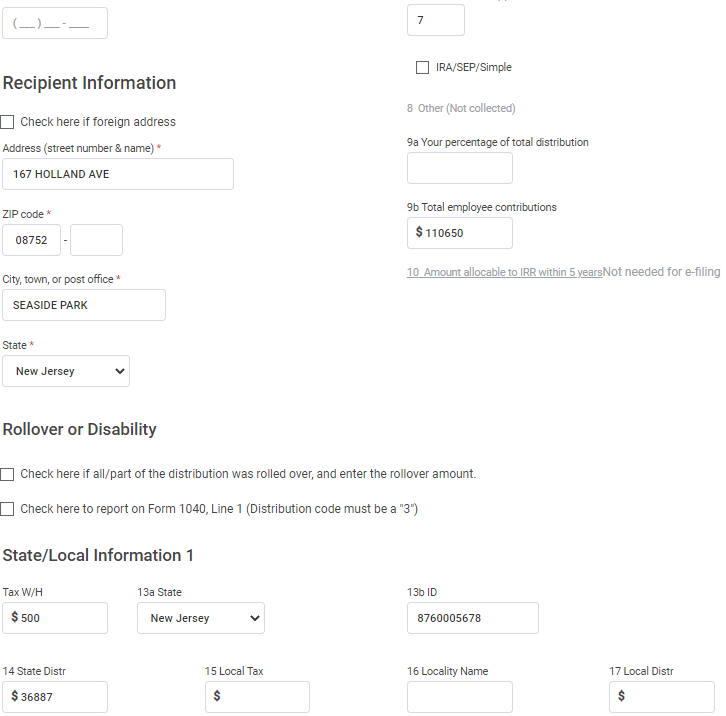 (__)__-___
7
IRA/SEP/Simple
Recipient Information
8 Other (Not collected)
Check here if foreign address
Address (street number & name) *
9a Your percentage of total distribution
167 HOLLAND AVE
ZIP code *
9b Total employee contributions
08752 -
$ 110650
City, town, or post office *
10 Amount allocable to IRR within 5 yearsNot needed for e-filing
SEASIDE PARK
State *
New Jersey
Rollover or Disability
Check here if all/part of the distribution was rolled over, and enter the rollover amount.
Check here to report on Form 1040, Line 1 (Distribution code must be a "3")
State/Local Information 1
Tax W/H 13a State 13b ID
$ 500 New Jersey 8760005678
14 State Distr 15 Local Tax 16 Locality Name 17 Local Distr
$ 36887 $ $